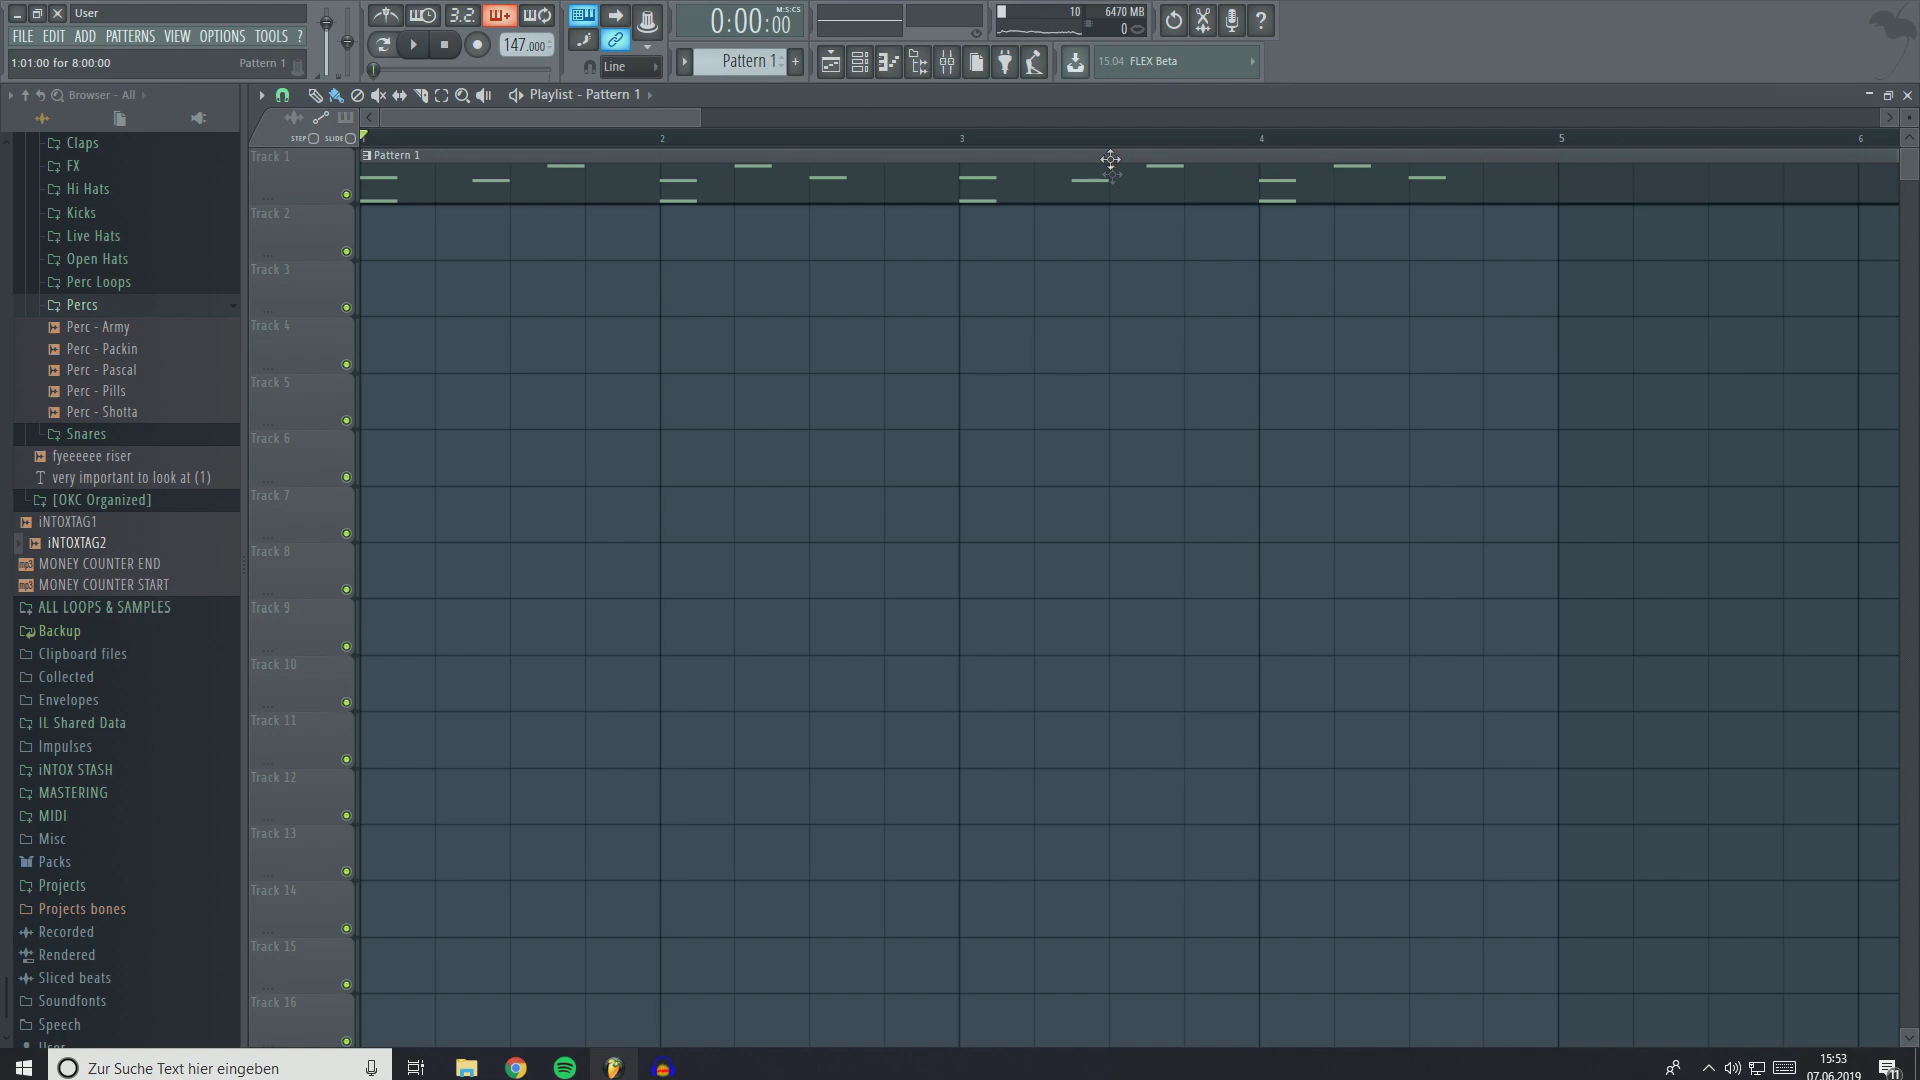 User
FILE EDIT ADD PATTERNS VIEW OPTIONS TOOLS ?
1:01:00 for 8:00:00 Pattern 1
3.2.
147.000
Line
0:00:00 M:S:CS
Pattern 1 +
10 6470 MB
0
15.04 FLEX Beta
Browser - All
Playlist - Pattern 1
STEP SLIDE
2 3 4 5 6
Claps
FX
Hi Hats
Kicks
Live Hats
Open Hats
Perc Loops
Percs
Perc - Army
Perc - Packin
Perc - Pascal
Perc - Pills
Perc - Shotta
Snares
fyeeeeee riser
very important to look at (1)
[OKC Organized]
iNTOXTAG1
iNTOXTAG2
MONEY COUNTER END
MONEY COUNTER START
ALL LOOPS & SAMPLES
Backup
Clipboard files
Collected
Envelopes
IL Shared Data
Impulses
iNTOX STASH
MASTERING
MIDI
Misc
Packs
Projects
Projects bones
Recorded
Rendered
Sliced beats
Soundfonts
Speech
User
Track 1
Pattern 1
Track 2
Track 3
Track 4
Track 5
Track 6
Track 7
Track 8
Track 9
Track 10
Track 11
Track 12
Track 13
Track 14
Track 15
Track 16
Zur Suche Text hier eingeben
15:53
07.06.2019
11